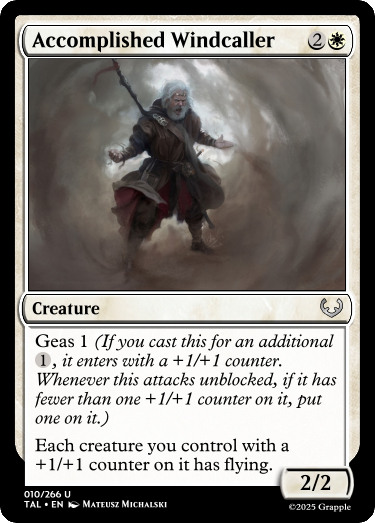 Accomplished Windcaller 2
Creature
Geas 1 (If you cast this for an additional
1, it enters with a +1/+1 counter.
Whenever this attacks unblocked, if it has
fewer than one +1/+1 counter on it, put
one on it.)
Each creature you control with a
+1/+1 counter on it has flying.
2/2
010/266 U
TAL • EN Mateusz Michalski
©2025 Grapple